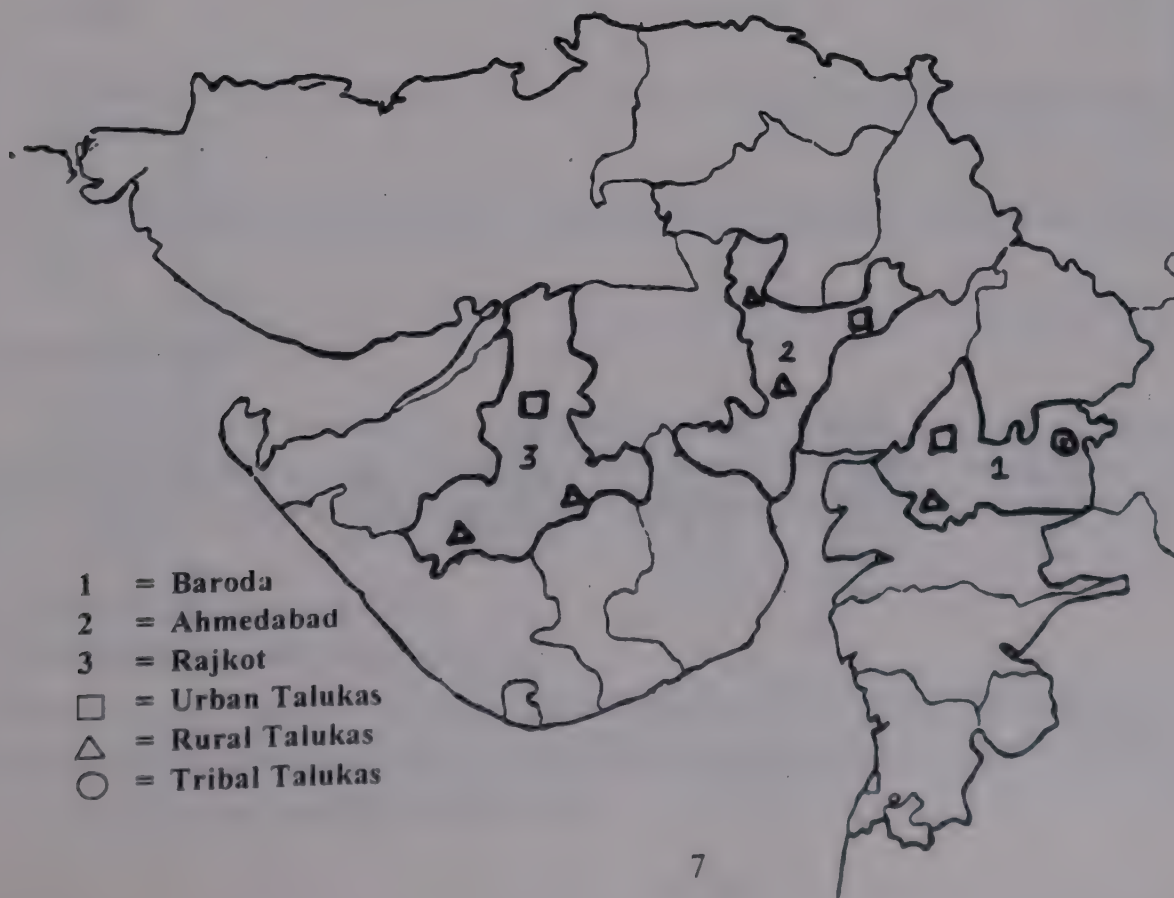 2
3
1
1 = Baroda
2 = Ahmedabad
3 = Rajkot
□ = Urban Talukas
△ = Rural Talukas
○ = Tribal Talukas
7